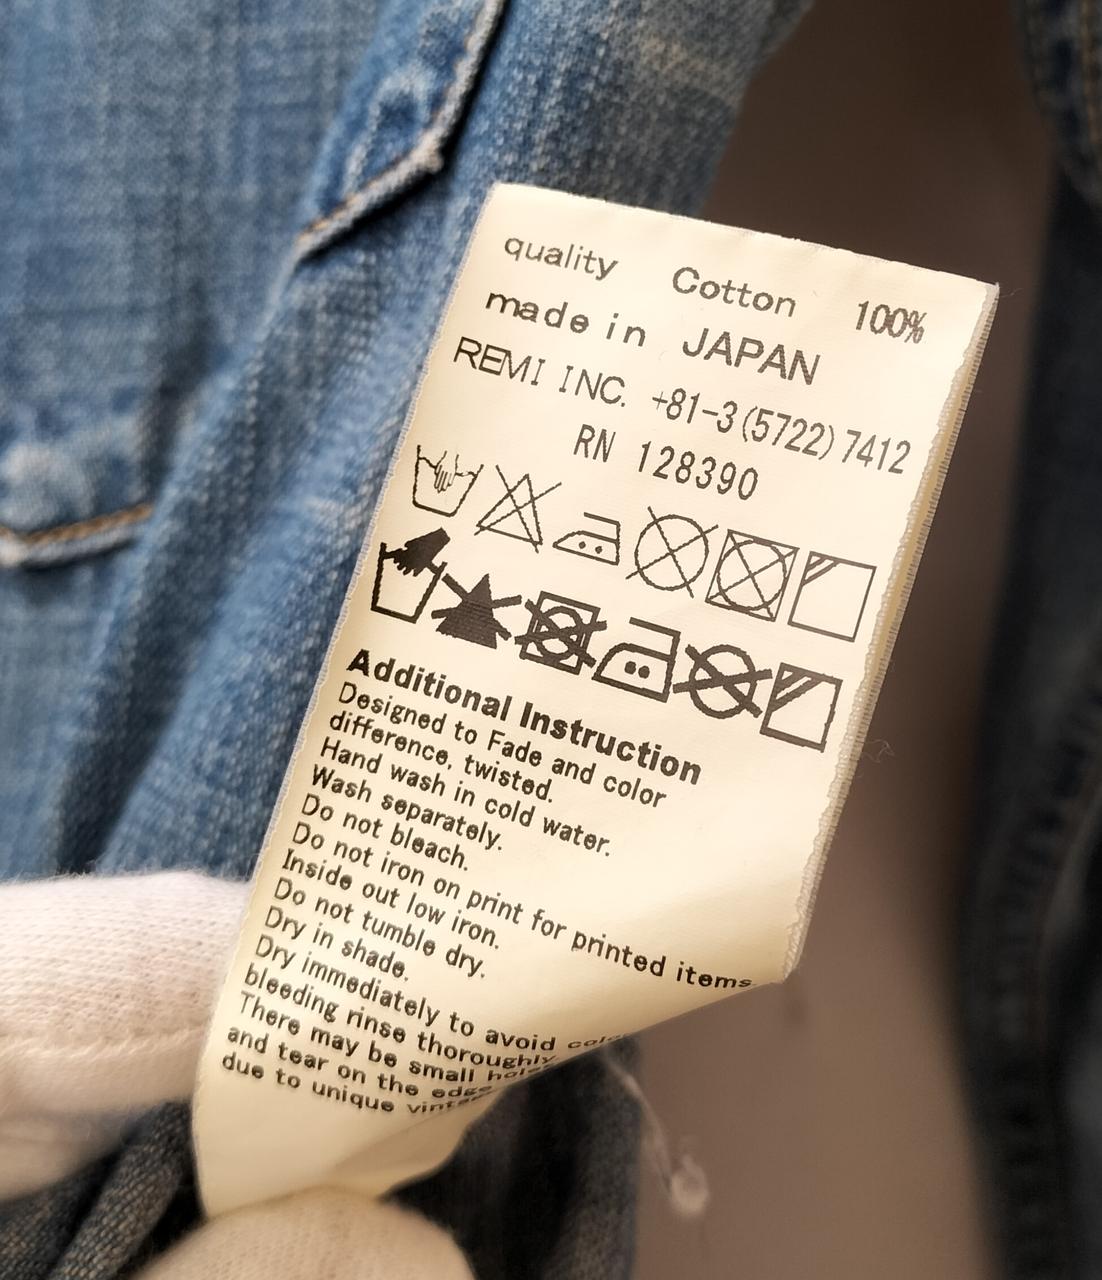 quality Cotton 100%
made in JAPAN
REMI INC. +81-3(5722)7412
RN 128390
Additional Instruction
Designed to Fade and color
difference, twisted.
Hand wash in cold water.
Wash separately.
Do not bleach.
Do not iron on print for printed items.
Inside out low iron.
Do not tumble dry.
Dry in shade.
Dry immediately to avoid
bleeding rinse thoroughly.
There may be small
and tear on the edge
due to unique